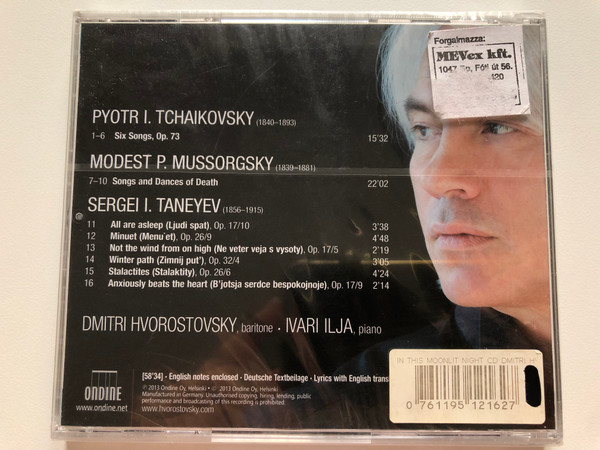 Forgalmazza:
MEVex kft.
1047 Bp, Fóti út 56.
420
PYOTR I. TCHAIKOVSKY (1840–1893)
1–6 Six Songs, Op. 73 15'32
MODEST P. MUSSORGSKY (1839–1881)
7–10 Songs and Dances of Death 22'02
SERGEI I. TANEYEV (1856–1915)
11 All are asleep (Ljudi spat), Op. 17/10 3'38
12 Minuet (Menu'et), Op. 26/9 4'48
13 Not the wind from on high (Ne veter veja s vysoty), Op. 17/5 2'19
14 Winter path (Zimnij put'), Op. 32/4 3'05
15 Stalactites (Stalaktity), Op. 26/6 4'24
16 Anxiously beats the heart (B'jotsja serdce bespokojnoje), Op. 17/9 2'14
DMITRI HVOROSTOVSKY, baritone · IVARI ILJA, piano
[58'34] · English notes enclosed · Deutsche Textbeilage · Lyrics with English trans
℗ 2013 Ondine Oy, Helsinki · © 2013 Ondine Oy, Helsinki
Manufactured in Germany. Unauthorised copying, hiring, lending, public
performance and broadcasting of this recording is prohibited.
www.hvorostovsky.com
ONDINE
www.ondine.net
IN THIS MOONLIT NIGHT CD DMITRI H
0 761195 121627